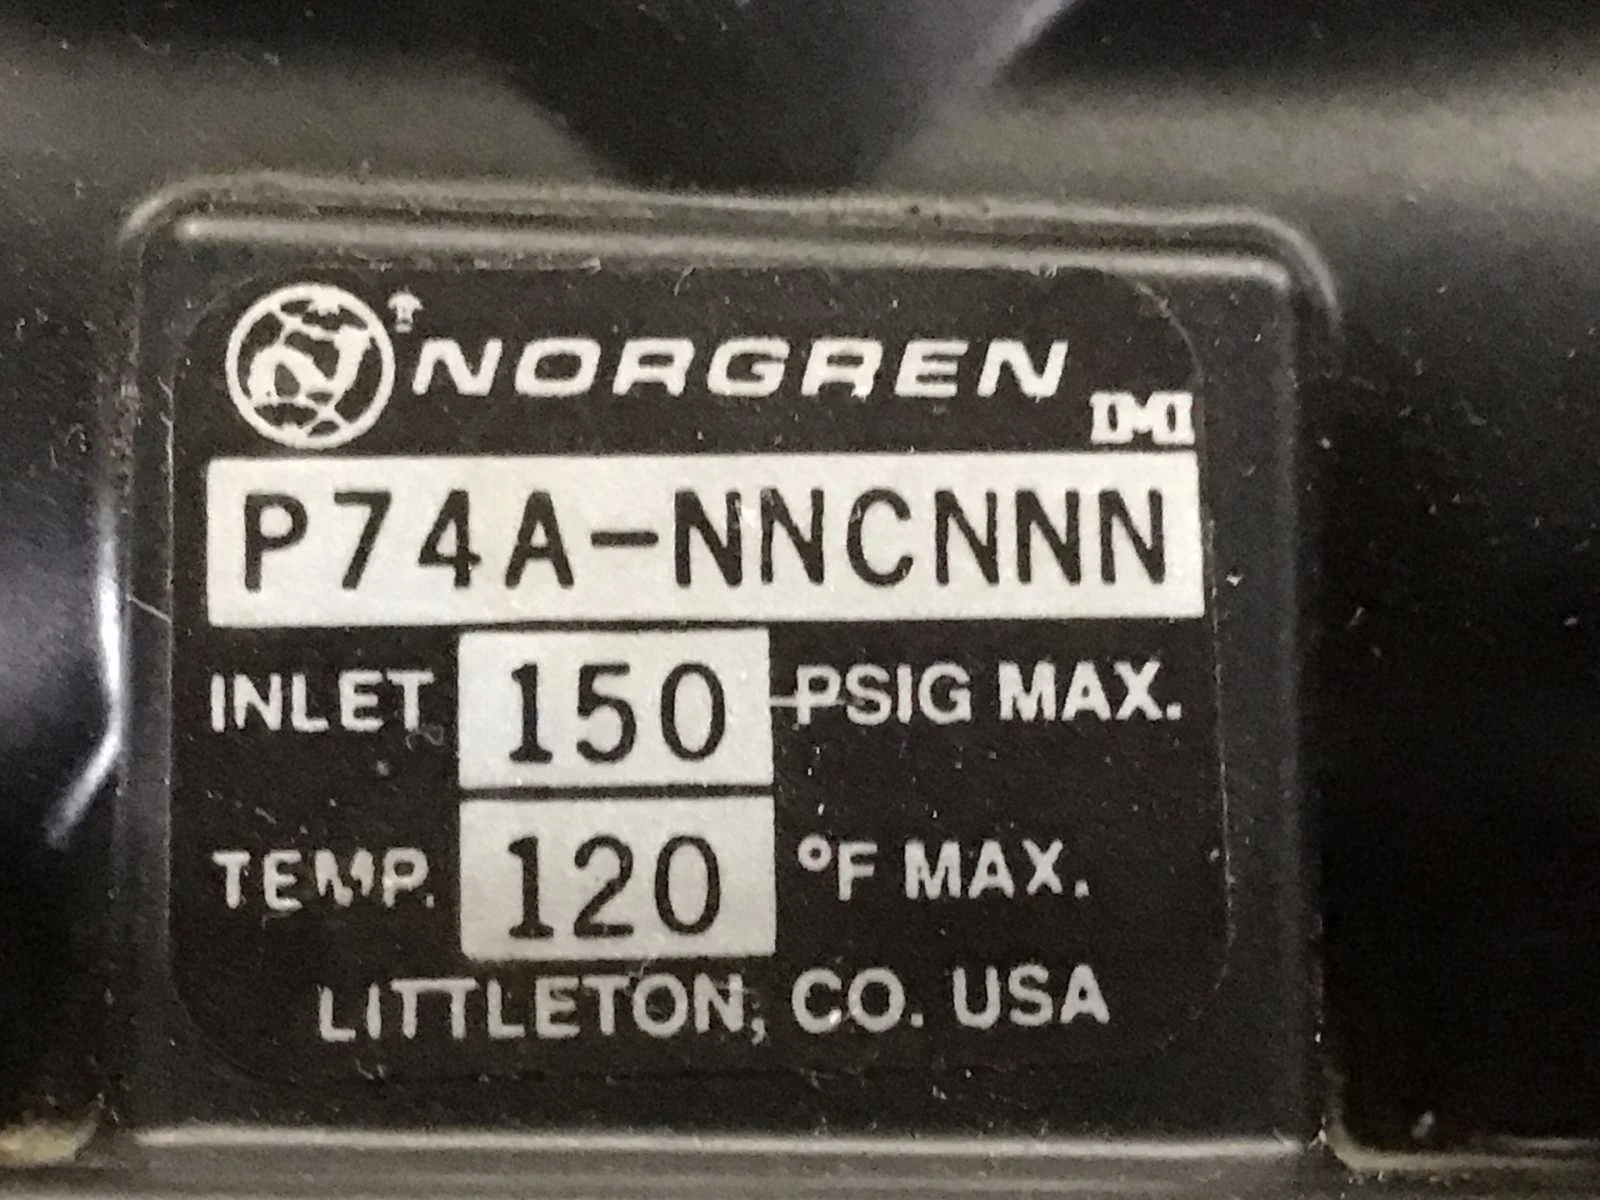 NORGREN
IMI
P74A-NNCNNN
INLET 150 PSIG MAX.
TEMP. 120 °F MAX.
LITTLETON, CO. USA